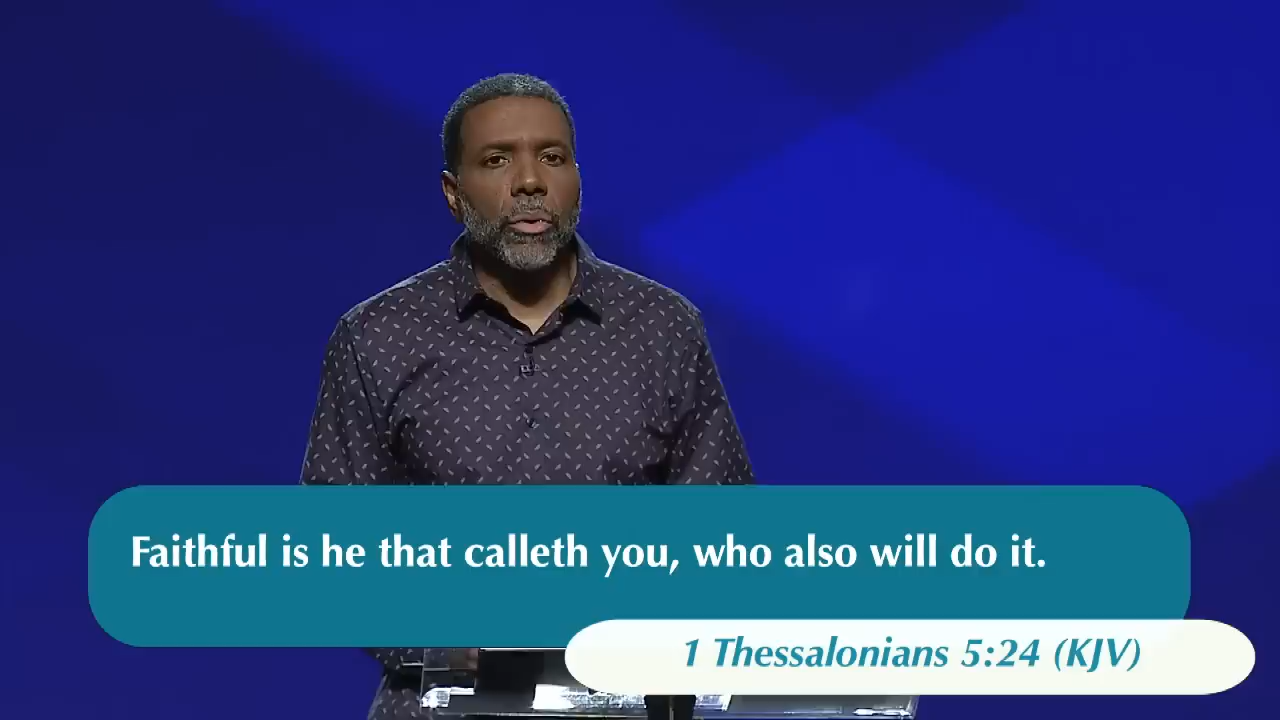 Faithful is he that calleth you, who also will do it.
1 Thessalonians 5:24 (KJV)